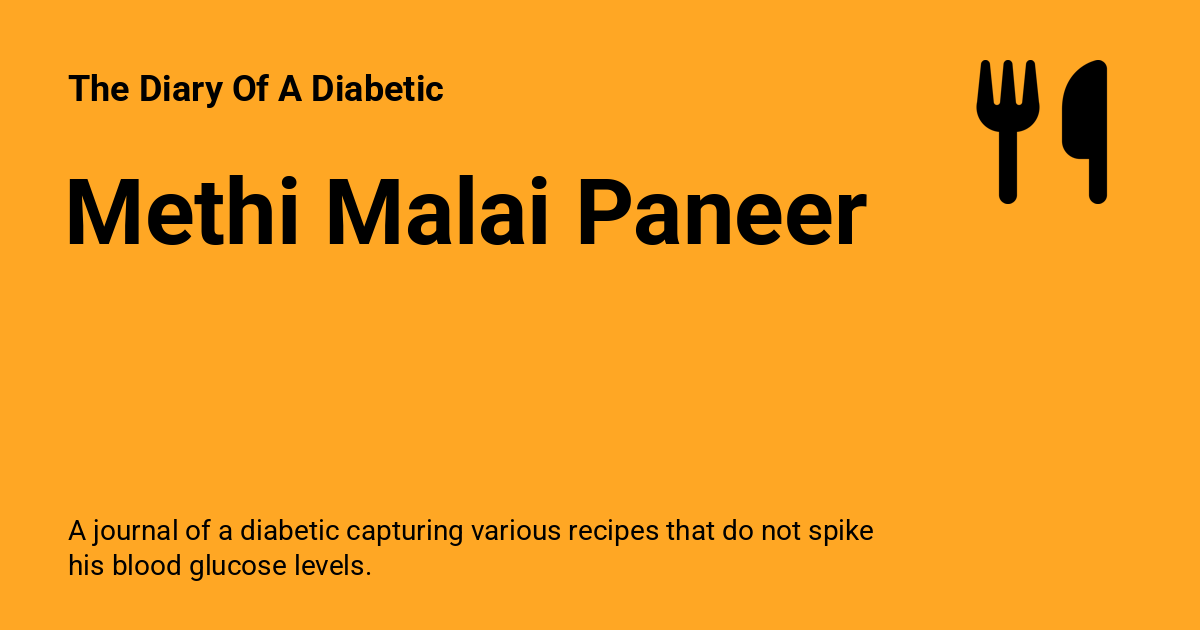 The Diary Of A Diabetic
Methi Malai Paneer
A journal of a diabetic capturing various recipes that do not spike
his blood glucose levels.